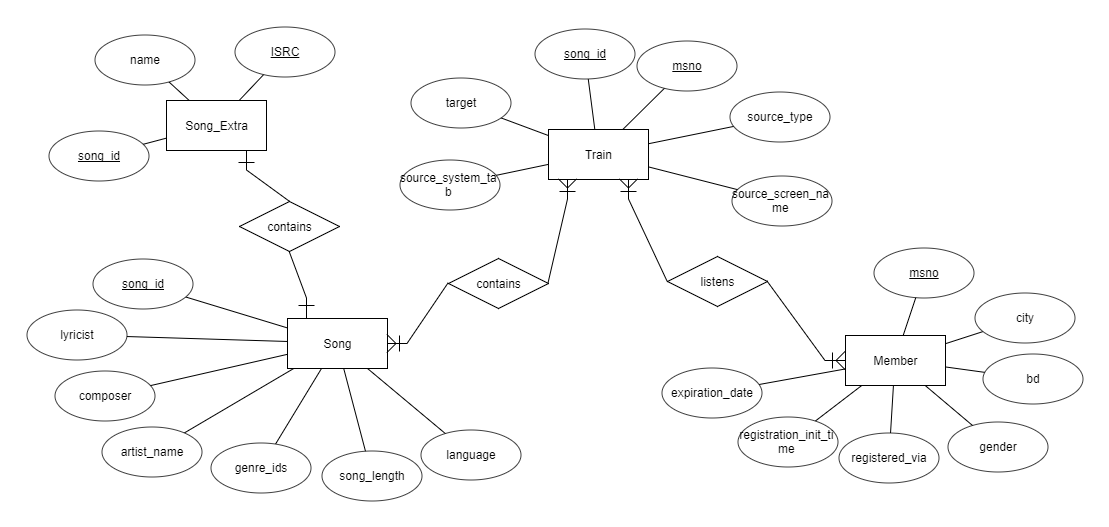 name
ISRC
Song_Extra
song_id
song_id
msno
target
source_type
Train
source_system_ta
b
source_screen_na
me
contains
contains
listens
song_id
lyricist
Song
composer
artist_name
genre_ids
song_length
language
msno
city
Member
bd
expiration_date
registration_init_ti
me
registered_via
gender